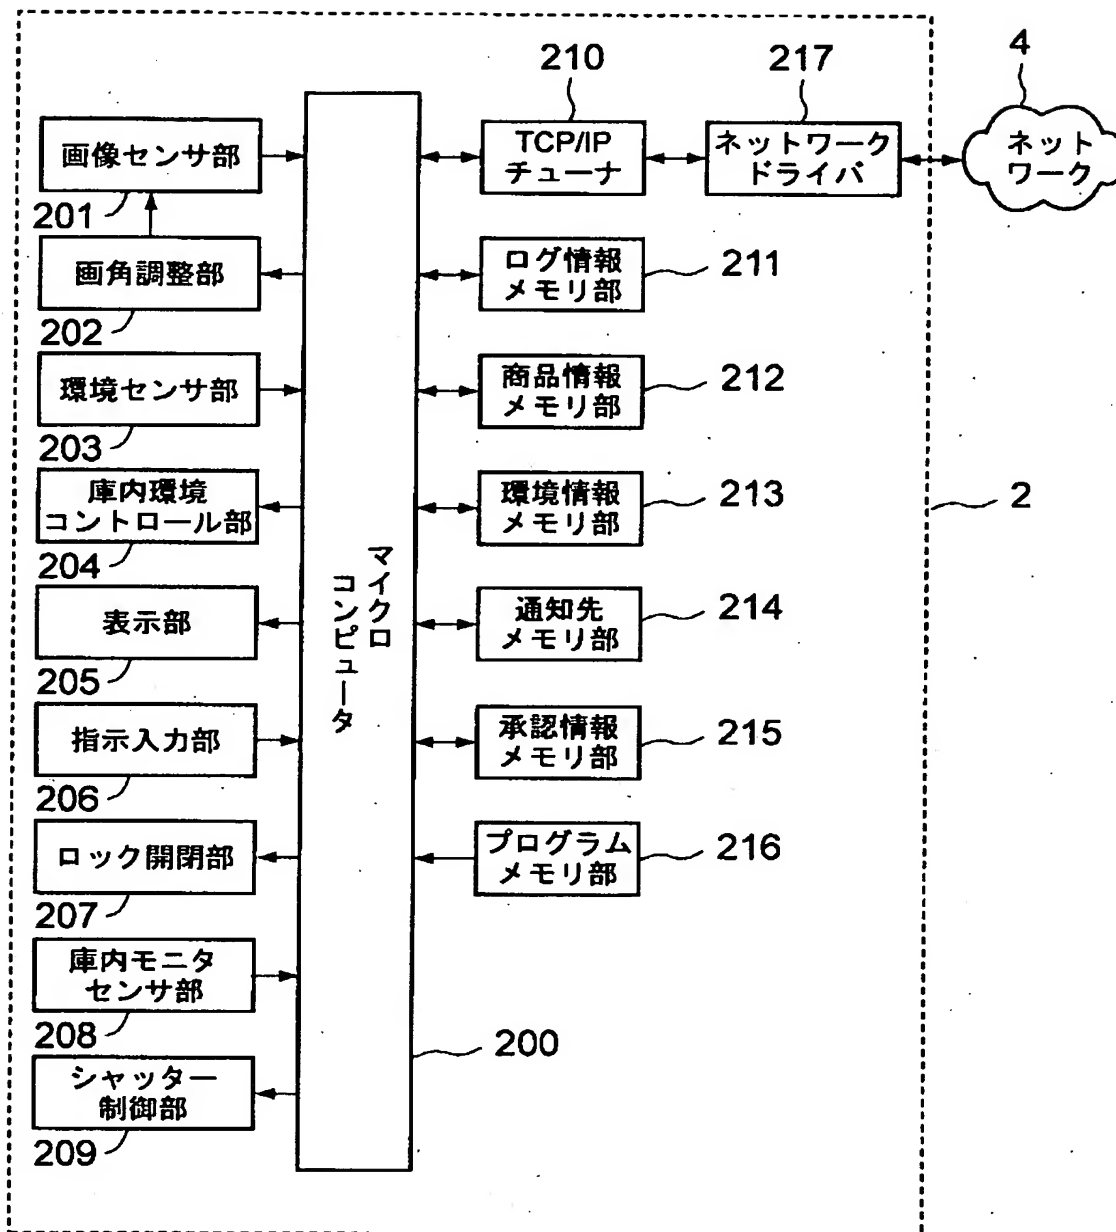 210
217
4
画像センサ部
TCP/IP
チューナ
ネットワーク
ドライバ
ネット
ワーク
201
画角調整部
ログ情報
メモリ部
211
202
環境センサ部
商品情報
メモリ部
212
203
庫内環境
コントロール部
環境情報
メモリ部
213
2
204
マイクロ
コンピュータ
表示部
通知先
メモリ部
214
205
指示入力部
承認情報
メモリ部
215
206
ロック開閉部
プログラム
メモリ部
216
207
庫内モニタ
センサ部
208
200
シャッター
制御部
209